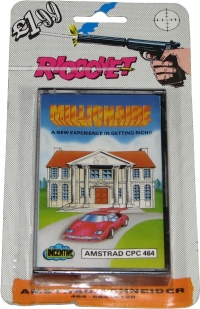 £1.99
RICOCHET
MILLIONAIRE
A NEW EXPERIENCE IN GETTING RICH!!
INCENTIVE
AMSTRAD CPC 464